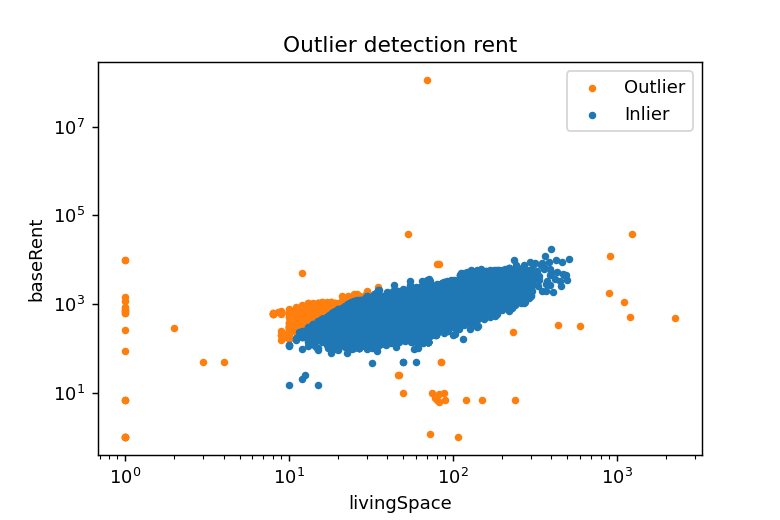 Outlier detection rent
Outlier
Inlier
10^7
10^5
10^3
10^1
baseRent
10^0
10^1
10^2
10^3
livingSpace